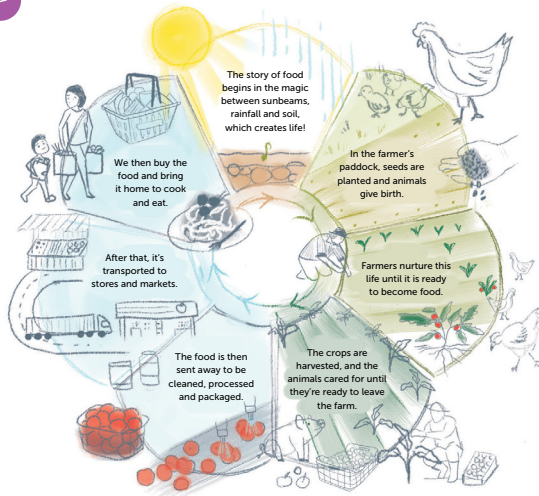 The story of food
begins in the magic
between sunbeams,
rainfall and soil,
which creates life!
In the farmer's
paddock, seeds are
planted and animals
give birth.
Farmers nurture this
life until it is ready
to become food.
The crops are
harvested, and the
animals cared for until
they're ready to leave
the farm.
The food is then
sent away to be
cleaned, processed
and packaged.
After that, it's
transported to
stores and markets.
We then buy the
food and bring
it home to cook
and eat.